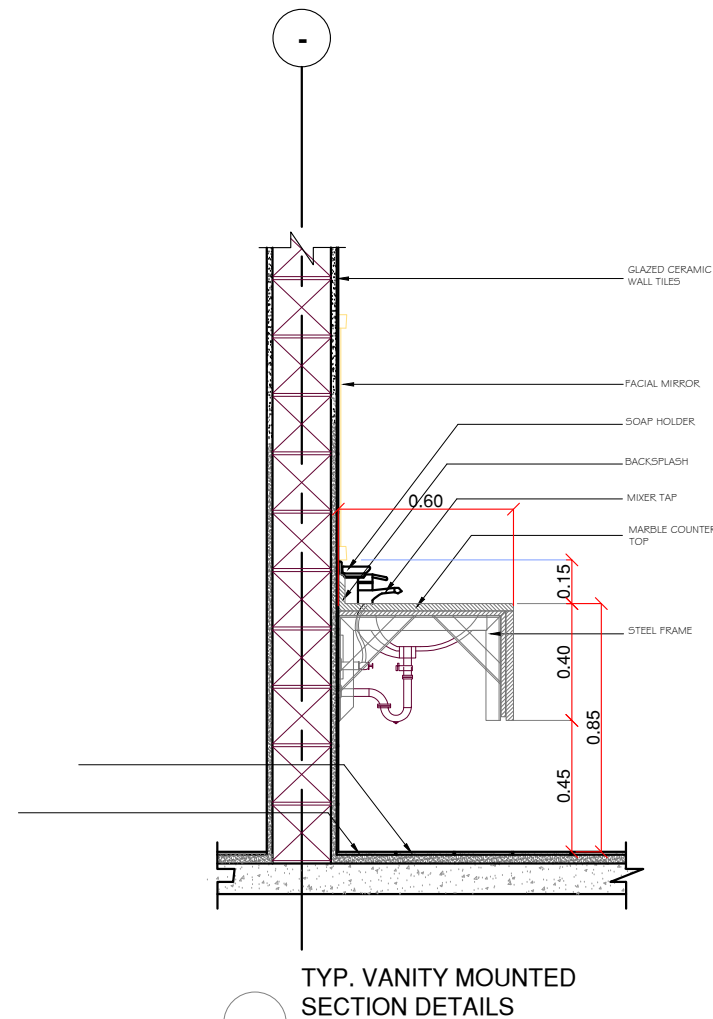 -
GLAZED CERAMIC
WALL TILES
FACIAL MIRROR
SOAP HOLDER
BACKSPLASH
MIXER TAP
0.60
MARBLE COUNTER
TOP
0.15
STEEL FRAME
0.40
0.85
0.45
TYP. VANITY MOUNTED
SECTION DETAILS